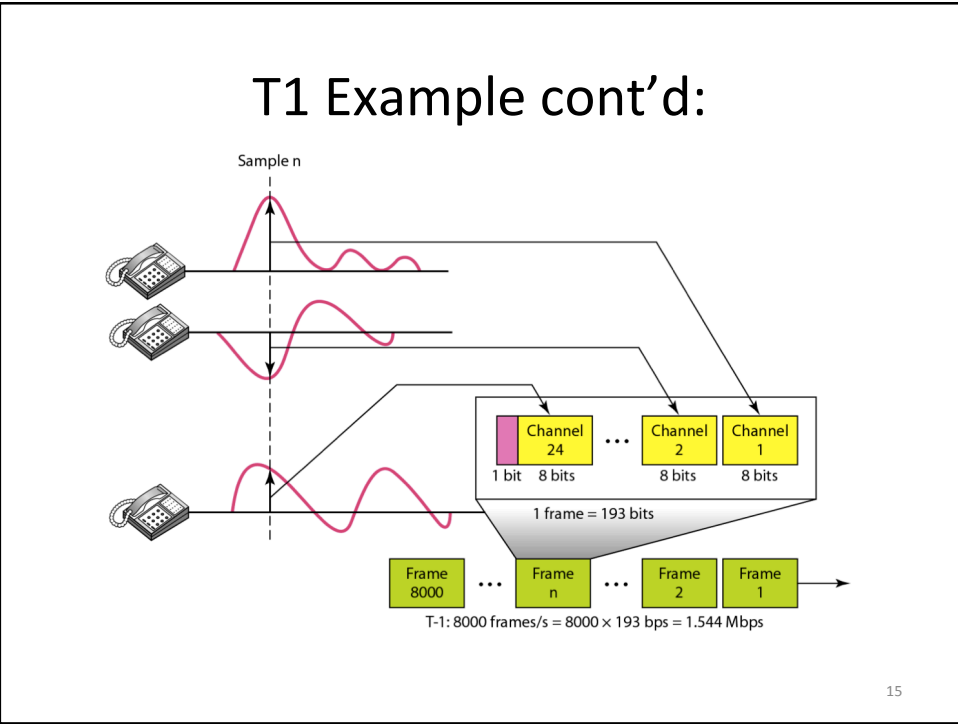 T1 Example cont’d:
Sample n
Channel 24
•••
Channel 2
Channel 1
1 bit 8 bits 8 bits 8 bits
1 frame = 193 bits
Frame 8000
•••
Frame n
•••
Frame 2
Frame 1
T-1: 8000 frames/s = 8000 × 193 bps = 1.544 Mbps
15